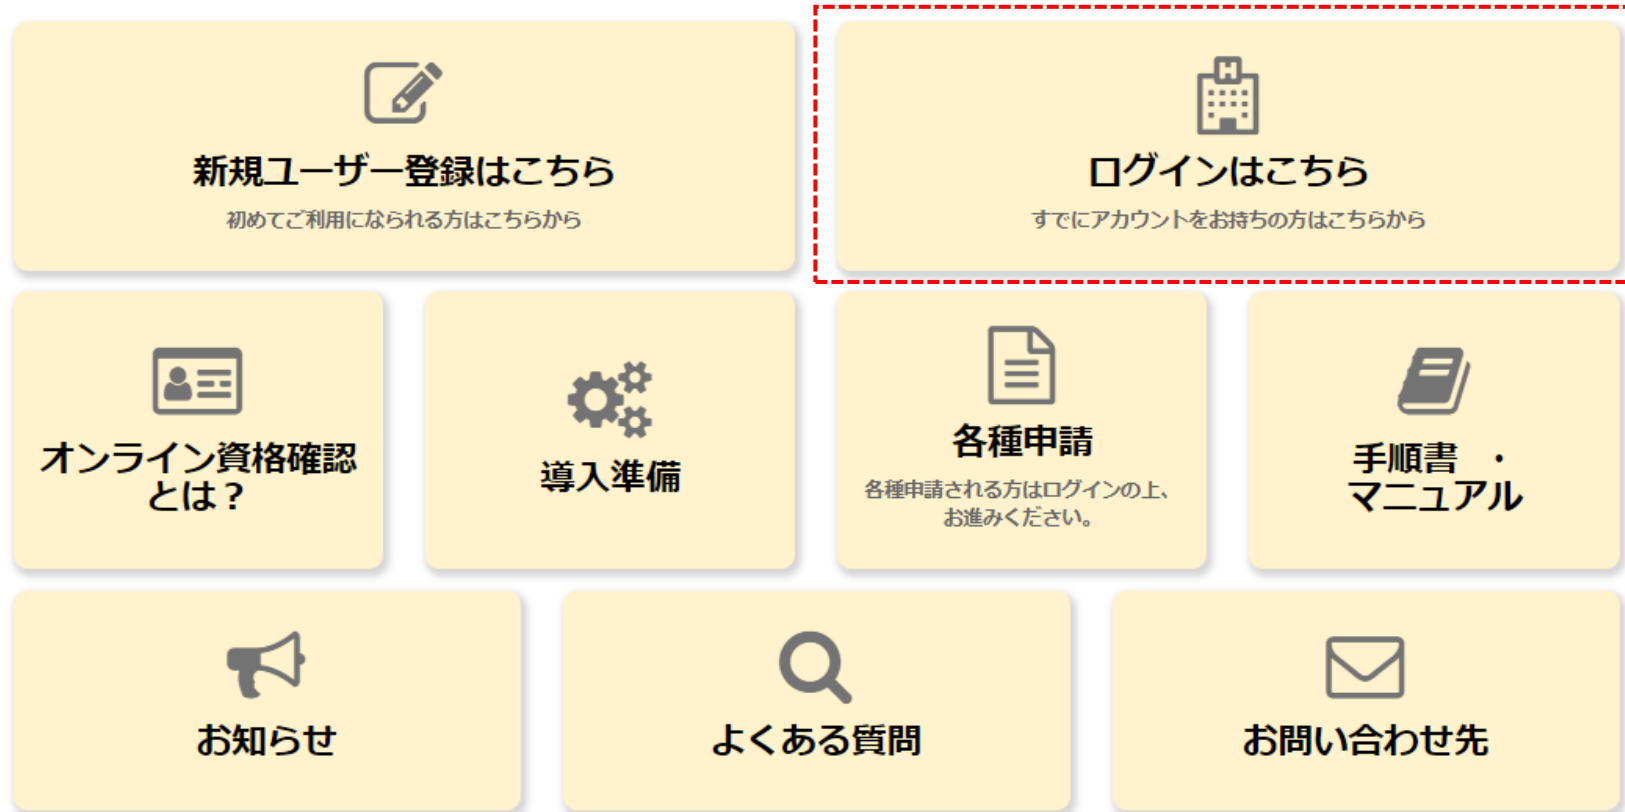 新規ユーザー登録はこちら
初めてご利用になられる方はこちらから
ログインはこちら
すでにアカウントをお持ちの方はこちらから
オンライン資格確認
とは？
導入準備
各種申請
各種申請される方はログインの上、
お進みください。
手順書　・
マニュアル
お知らせ
よくある質問
お問い合わせ先